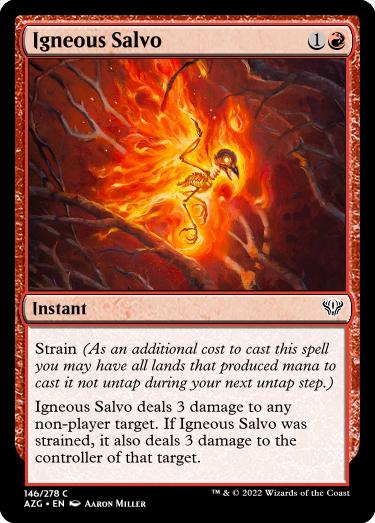 Igneous Salvo
1
Instant
Strain (As an additional cost to cast this spell
you may have all lands that produced mana to
cast it not untap during your next untap step.)
Igneous Salvo deals 3 damage to any
non-player target. If Igneous Salvo was
strained, it also deals 3 damage to the
controller of that target.
146/278 C
AZG • EN Aaron Miller
™ & © 2022 Wizards of the Coast